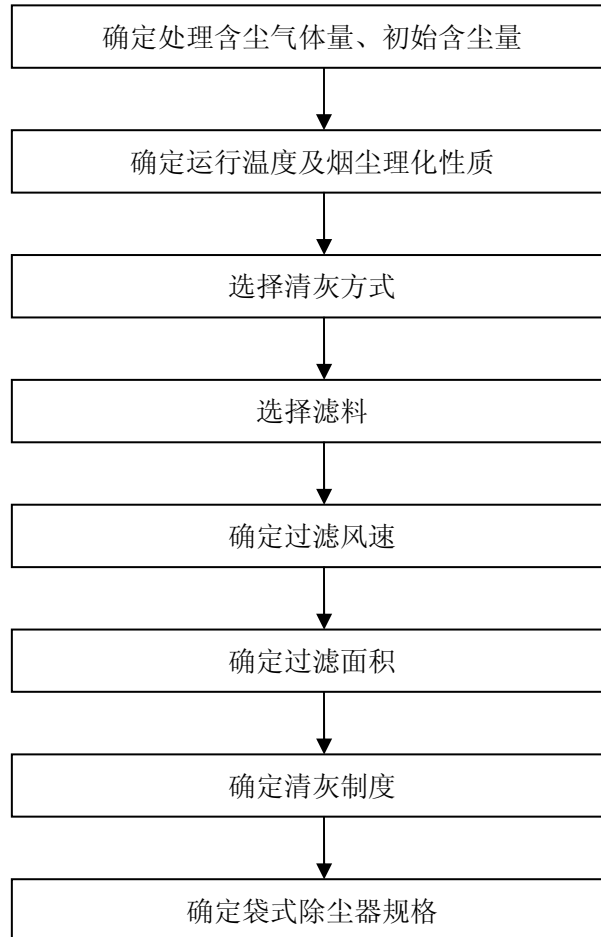 确定处理含尘气体量、初始含尘量
确定运行温度及烟尘理化性质
选择清灰方式
选择滤料
确定过滤风速
确定过滤面积
确定清灰制度
确定袋式除尘器规格